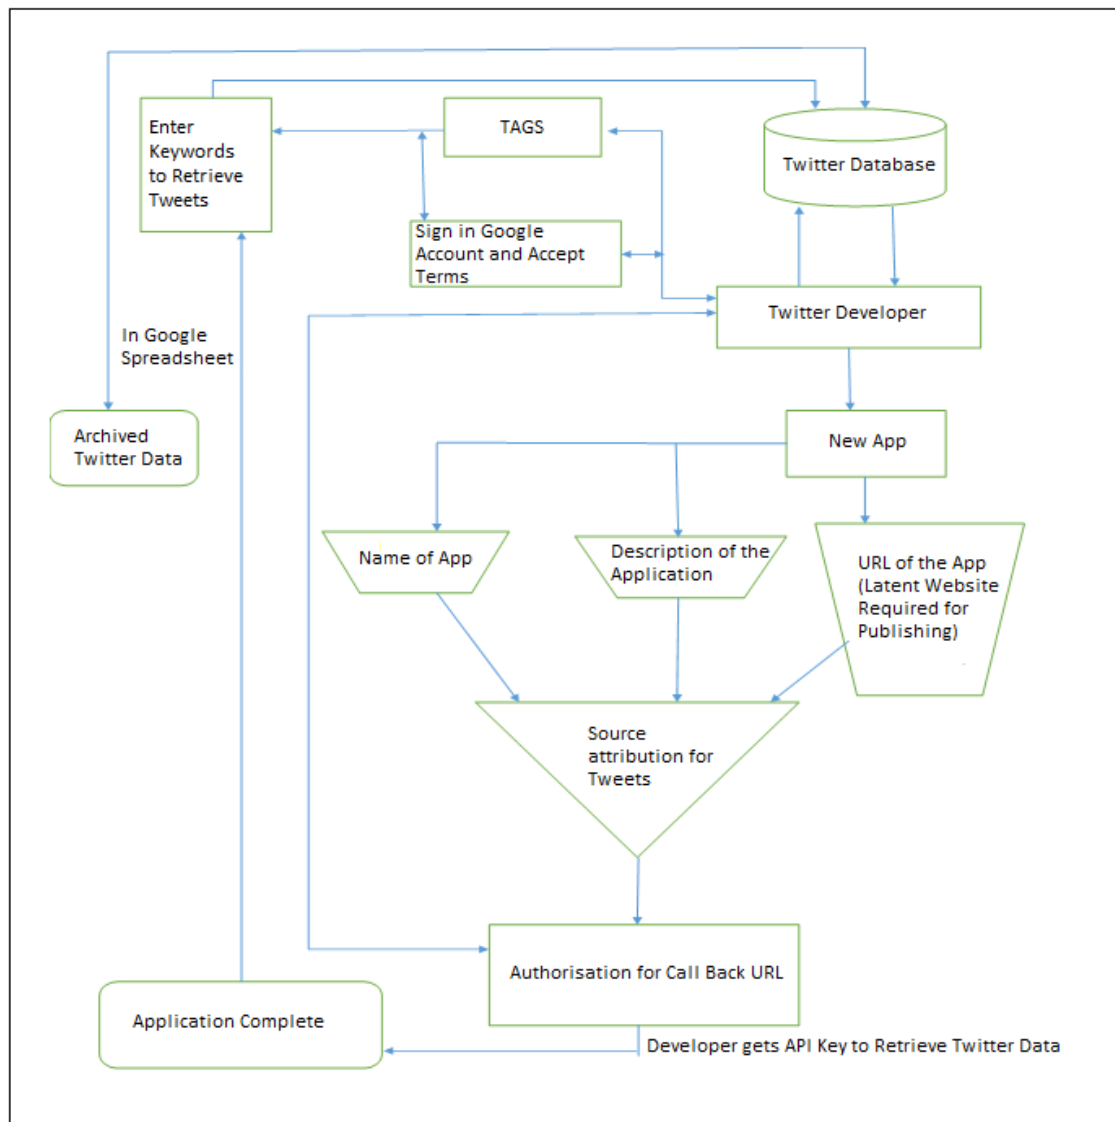 Enter
Keywords
to Retrieve
Tweets
TAGS
Twitter Database
Sign in Google
Account and Accept
Terms
Twitter Developer
In Google
Spreadsheet
Archived
Twitter Data
New App
Name of App
Description of the
Application
URL of the App
(Latent Website
Required for
Publishing)
Source
attribution for
Tweets
Authorisation for Call Back URL
Application Complete
Developer gets API Key to Retrieve Twitter Data